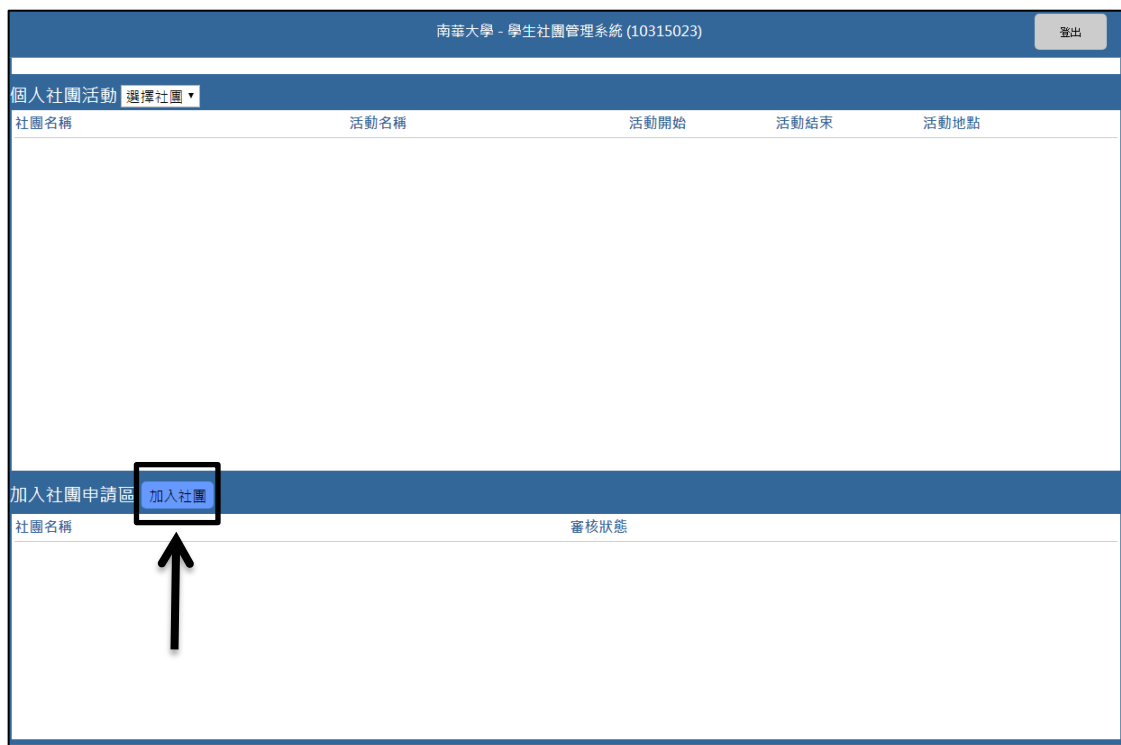 南華大學 - 學生社團管理系統 (10315023)
登出
個人社團活動 選擇社團
社團名稱 活動名稱 活動開始 活動結束 活動地點
加入社團申請區 加入社團
社團名稱 審核狀態